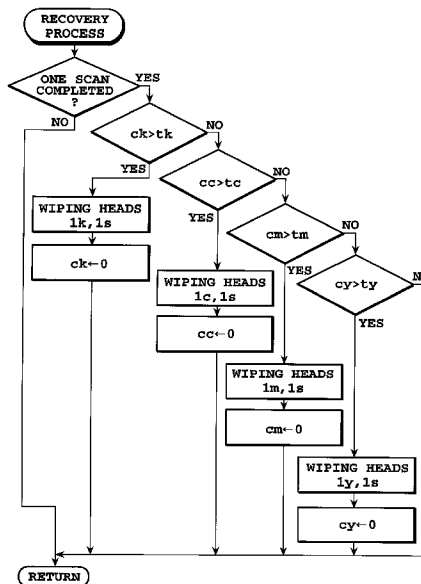 RECOVERY
PROCESS
ONE SCAN
COMPLETED
?
YES
NO
ck>tk
NO
YES
cc>tc
NO
YES
WIPING HEADS
1k,1s
cm>tm
NO
YES
ck←0
WIPING HEADS
1c,1s
cy>ty
N
YES
cc←0
WIPING HEADS
1m,1s
cm←0
WIPING HEADS
1y,1s
cy←0
RETURN